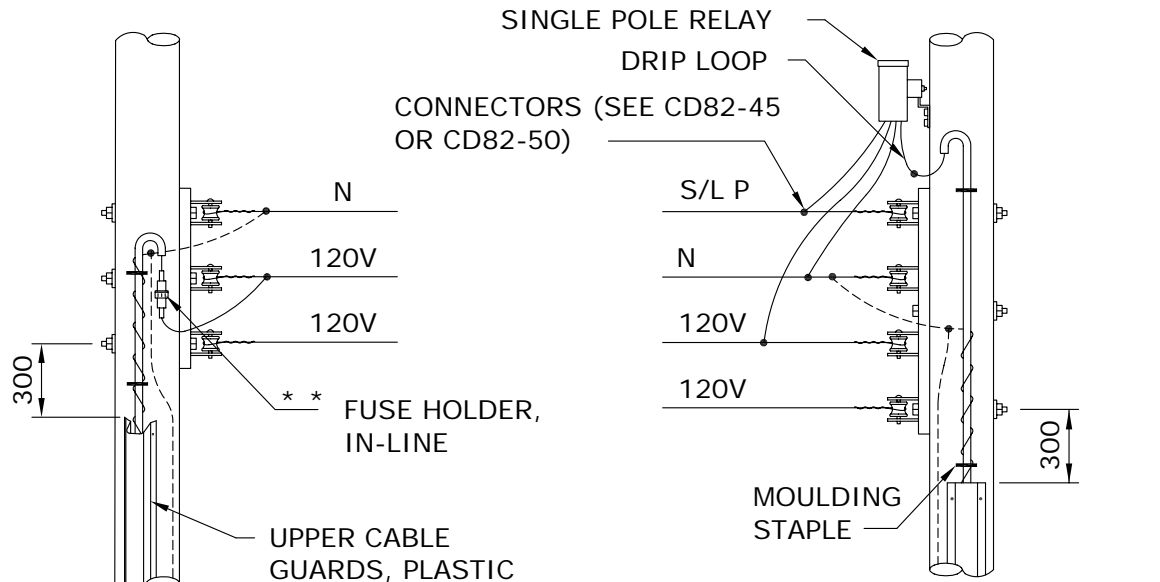 SINGLE POLE RELAY
DRIP LOOP
CONNECTORS (SEE CD82-45
OR CD82-50)
N
120V
120V
300
* * FUSE HOLDER,
IN-LINE
UPPER CABLE
GUARDS, PLASTIC
S/L P
N
120V
120V
300
MOULDING
STAPLE